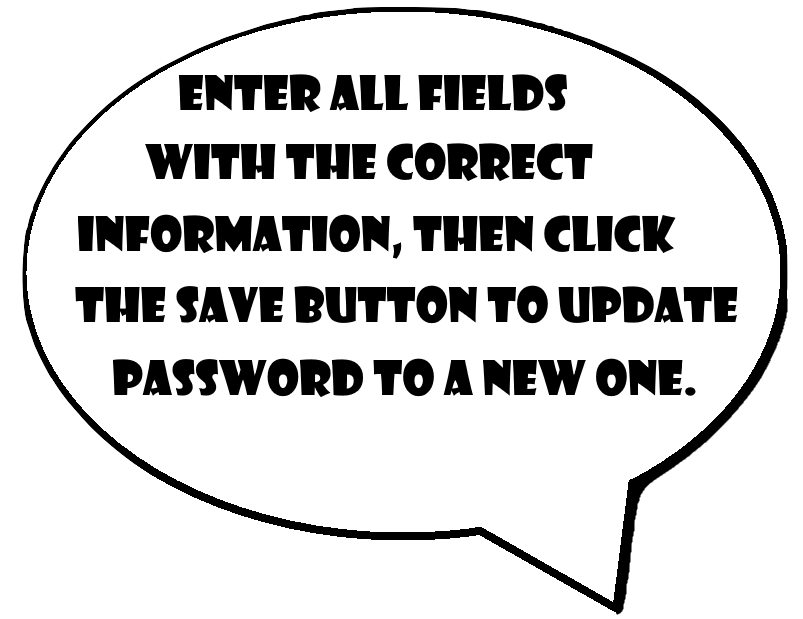 ENTER ALL FIELDS
WITH THE CORRECT
INFORMATION, THEN CLICK
THE SAVE BUTTON TO UPDATE
PASSWORD TO A NEW ONE.